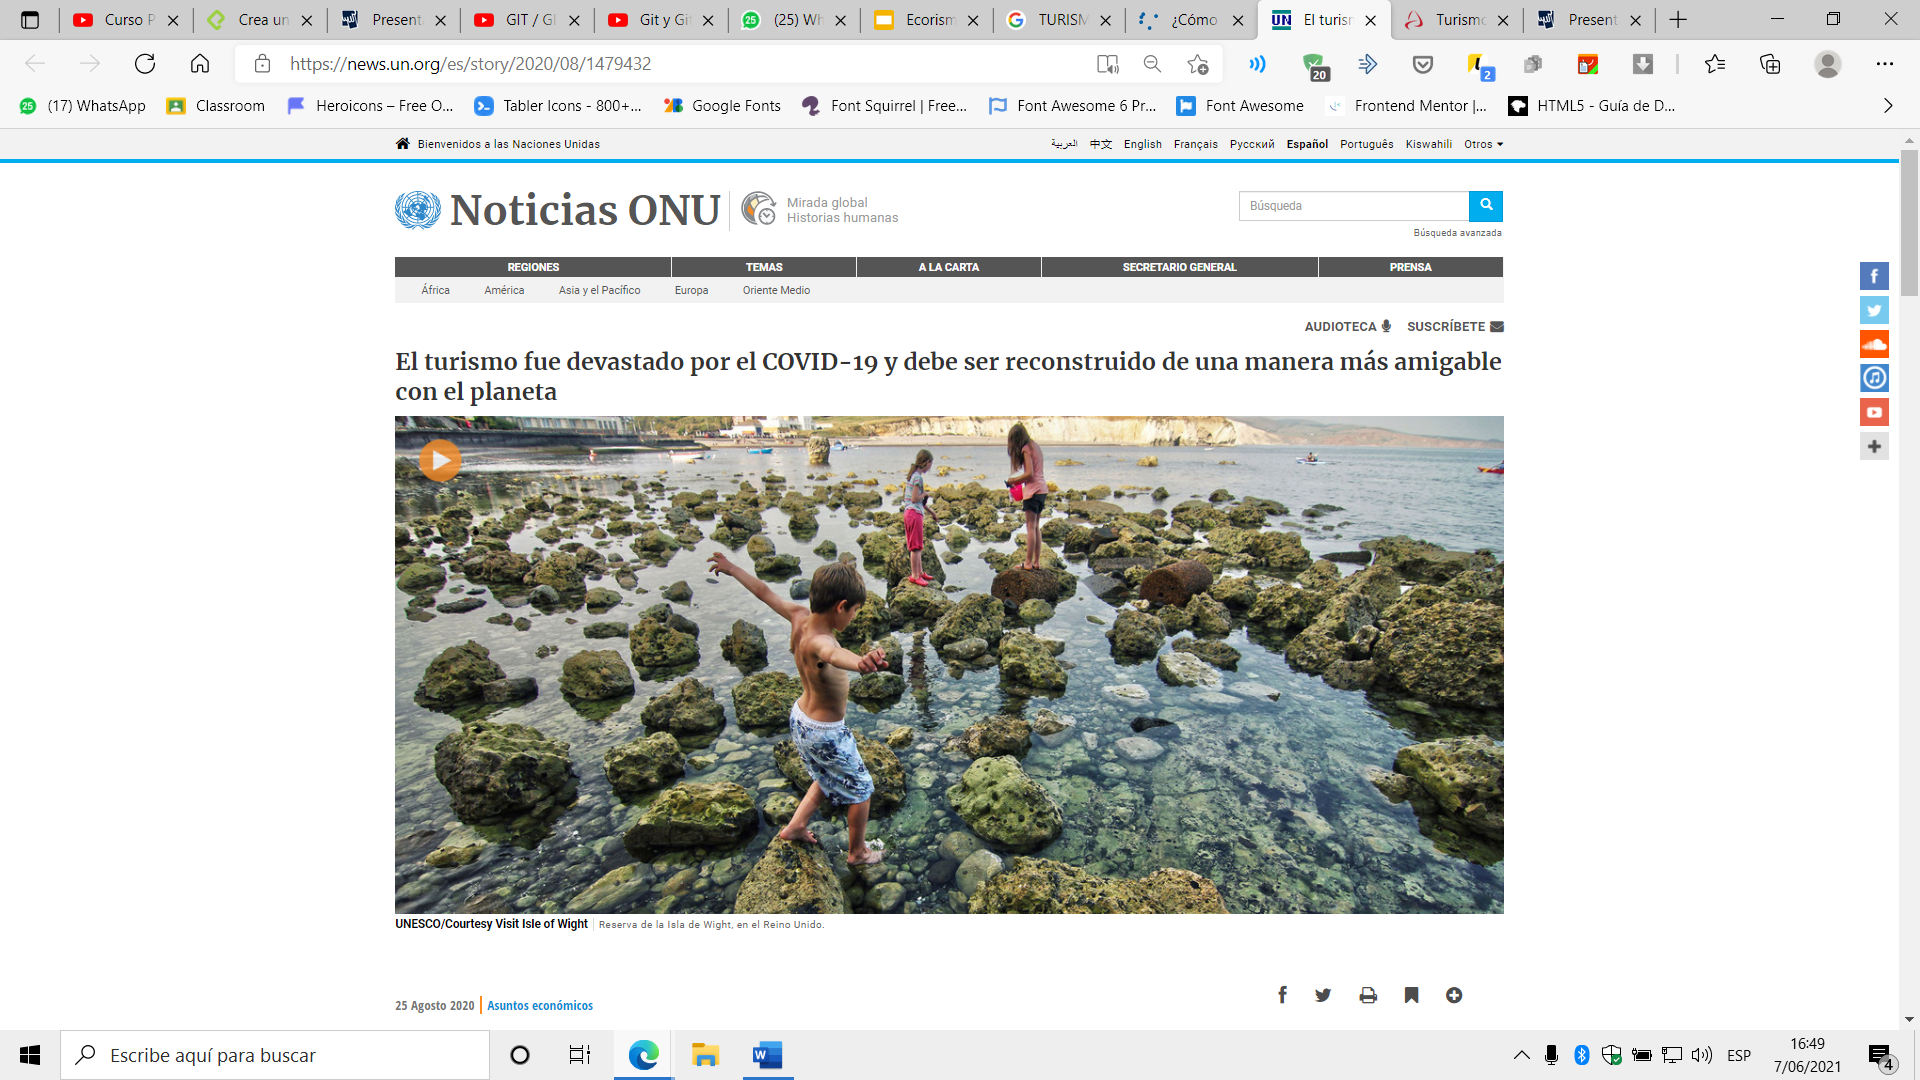 Curso P
Crea un
Present
GIT / GI
Git y Gi
(25) Wh
Ecorism
TURISM
¿Cómo
El turism
Turismo
Present
https://news.un.org/es/story/2020/08/1479432
20
2
(17) WhatsApp
Classroom
Heroicons – Free O...
Tabler Icons - 800+...
Google Fonts
Font Squirrel | Free...
Font Awesome 6 Pr...
Font Awesome
Frontend Mentor |...
HTML5 - Guía de D...
Bienvenidos a las Naciones Unidas
العربية 中文 English Français Русский Español Português Kiswahili Otros
Noticias ONU
Mirada global
Historias humanas
Búsqueda
Búsqueda avanzada
REGIONES TEMAS A LA CARTA SECRETARIO GENERAL PRENSA
África América Asia y el Pacífico Europa Oriente Medio
AUDIOTECA SUSCRÍBETE
El turismo fue devastado por el COVID-19 y debe ser reconstruido de una manera más amigable
con el planeta
UNESCO/Courtesy Visit Isle of Wight | Reserva de la Isla de Wight, en el Reino Unido.
25 Agosto 2020 | Asuntos económicos
Escribe aquí para buscar
ESP
16:49
7/06/2021
4